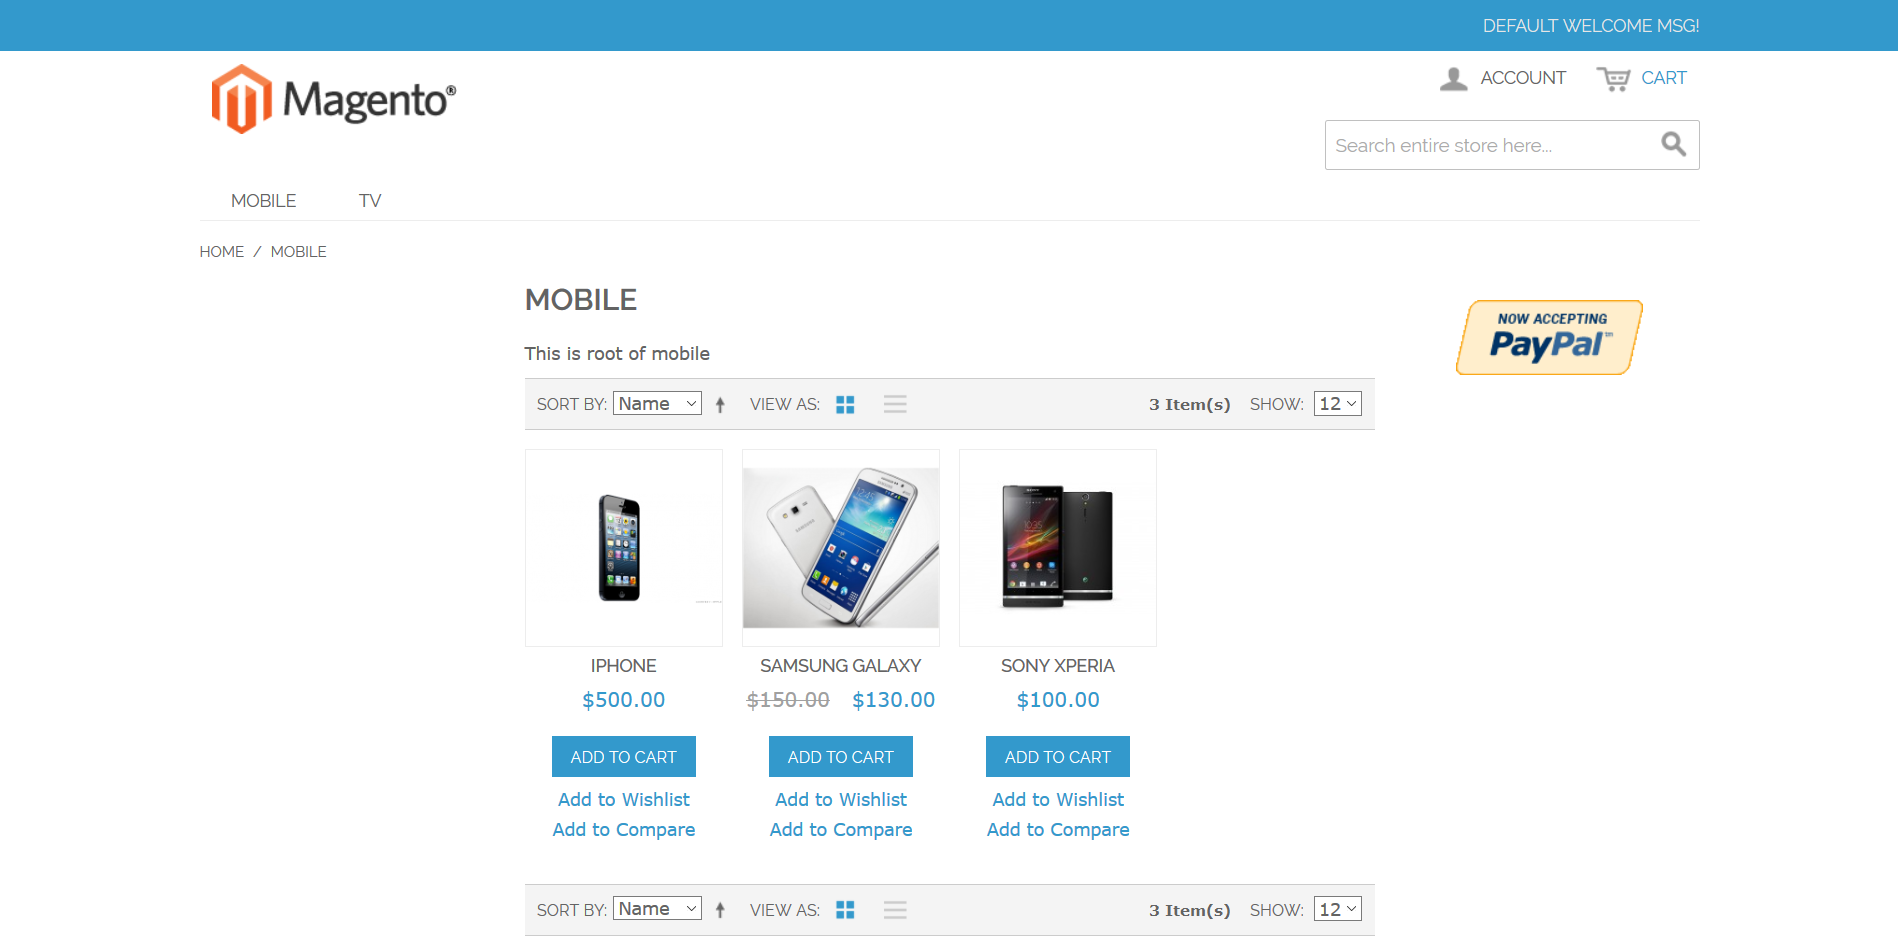 DEFAULT WELCOME MSG!
Magento®
ACCOUNT CART
Search entire store here...
MOBILE TV
HOME / MOBILE
MOBILE
NOW ACCEPTING
PayPal™
This is root of mobile
SORT BY: Name VIEW AS: 3 Item(s) SHOW: 12
IPHONE SAMSUNG GALAXY SONY XPERIA
$500.00 $150.00 $130.00 $100.00
ADD TO CART ADD TO CART ADD TO CART
Add to Wishlist Add to Wishlist Add to Wishlist
Add to Compare Add to Compare Add to Compare
SORT BY: Name VIEW AS: 3 Item(s) SHOW: 12